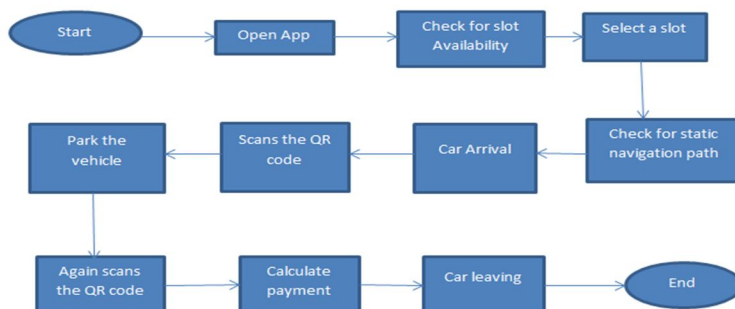 Start
Open App
Check for slot
Availability
Select a slot
Check for static
navigation path
Car Arrival
Scans the QR
code
Park the
vehicle
Again scans
the QR code
Calculate
payment
Car leaving
End